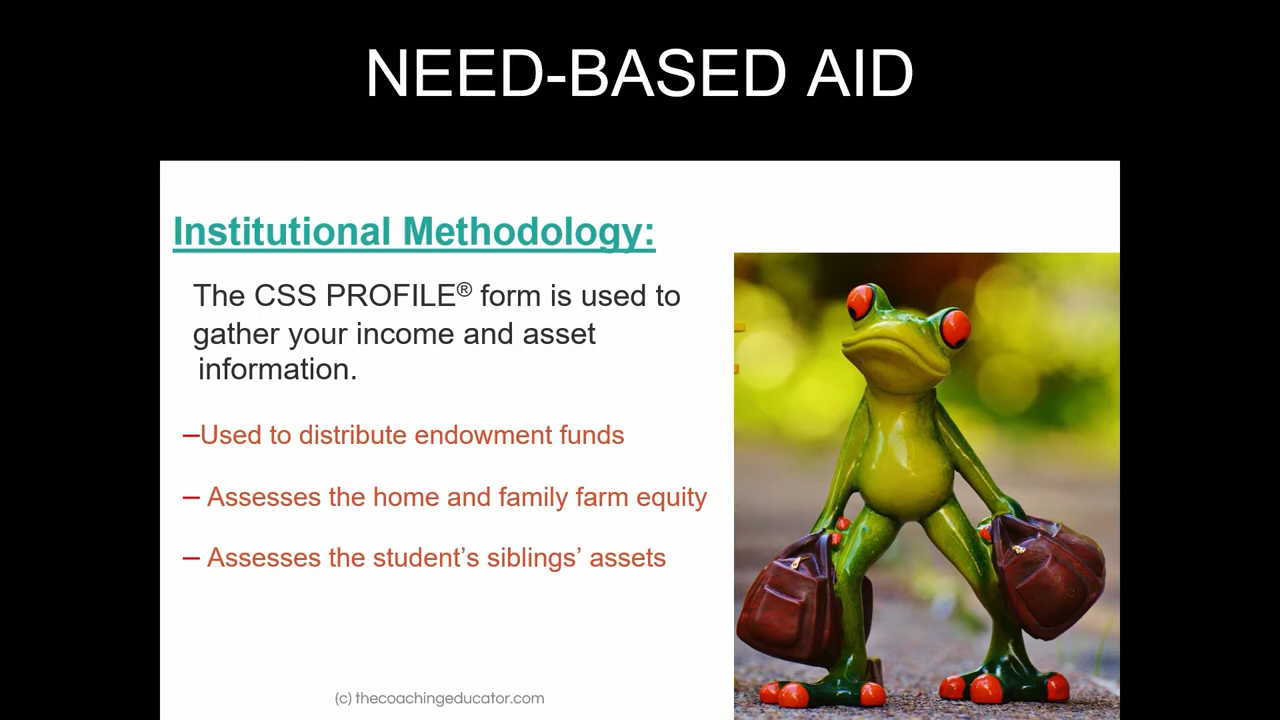 NEED-BASED AID
Institutional Methodology:
The CSS PROFILE® form is used to
gather your income and asset
information.
–Used to distribute endowment funds
– Assesses the home and family farm equity
– Assesses the student’s siblings’ assets
(c) thecoachingeducator.com